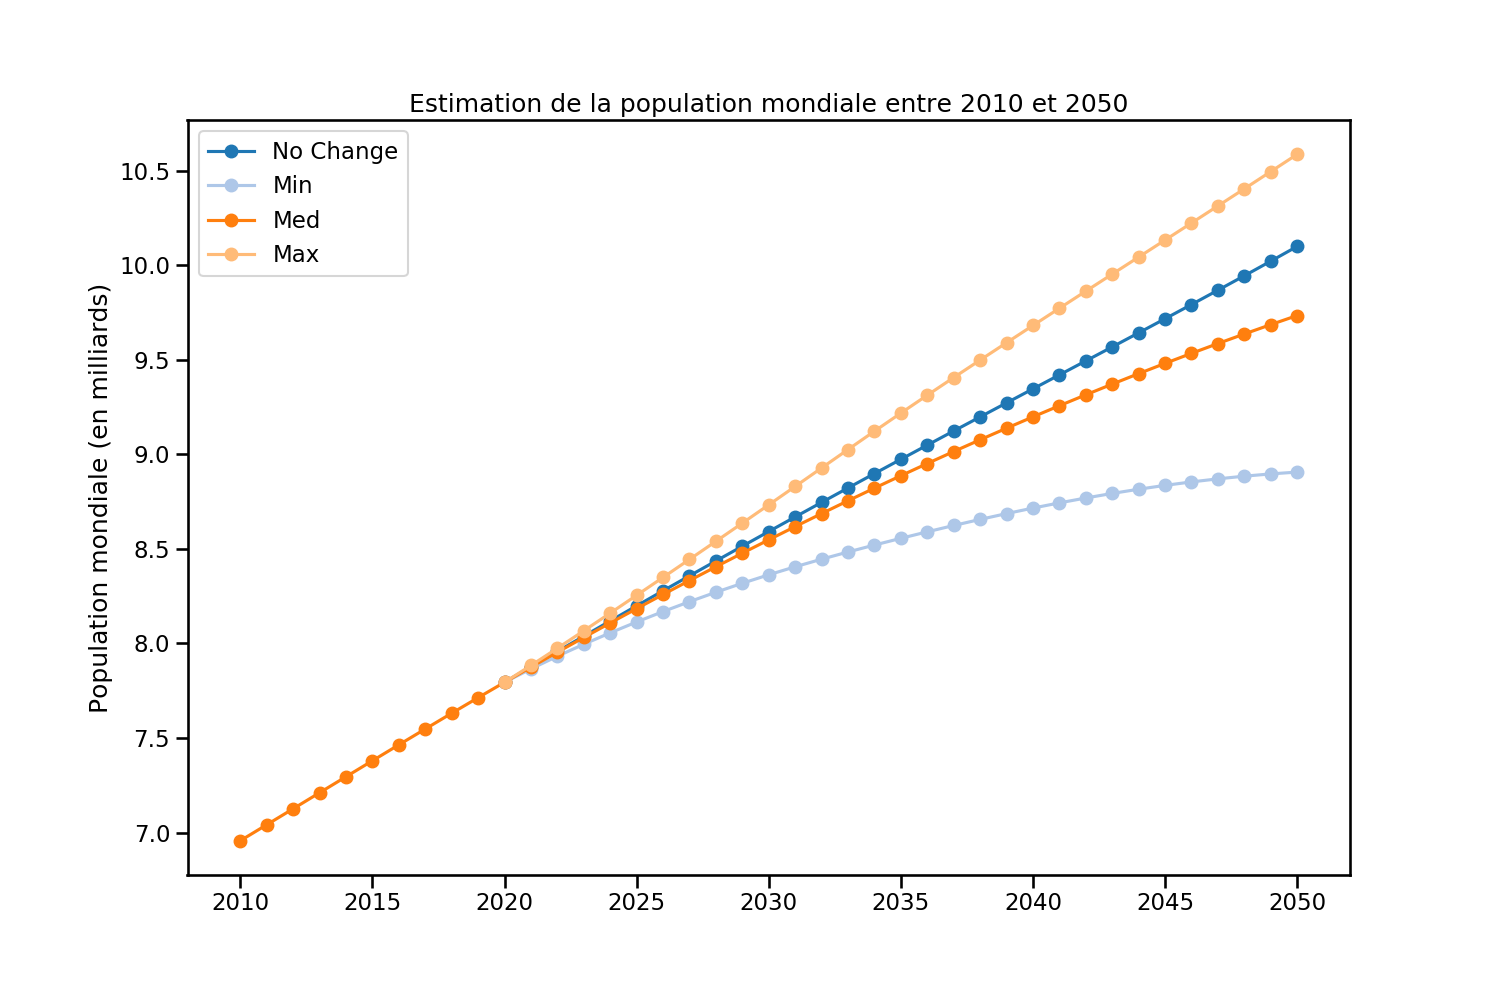 Estimation de la population mondiale entre 2010 et 2050
No Change
Min
Med
Max
Population mondiale (en milliards)
10.5
10.0
9.5
9.0
8.5
8.0
7.5
7.0
2010 2015 2020 2025 2030 2035 2040 2045 2050